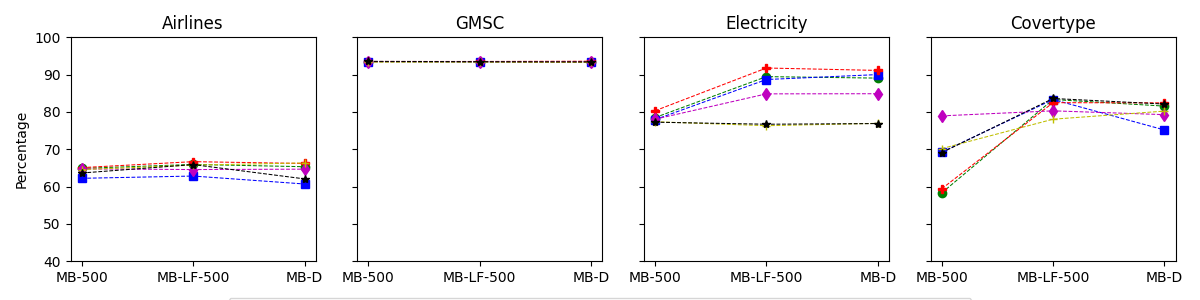 Airlines GMSC Electricity Covertype
100
90
80
70
60
50
40
Percentage
MB-500 MB-LF-500 MB-D MB-500 MB-LF-500 MB-D MB-500 MB-LF-500 MB-D MB-500 MB-LF-500 MB-D